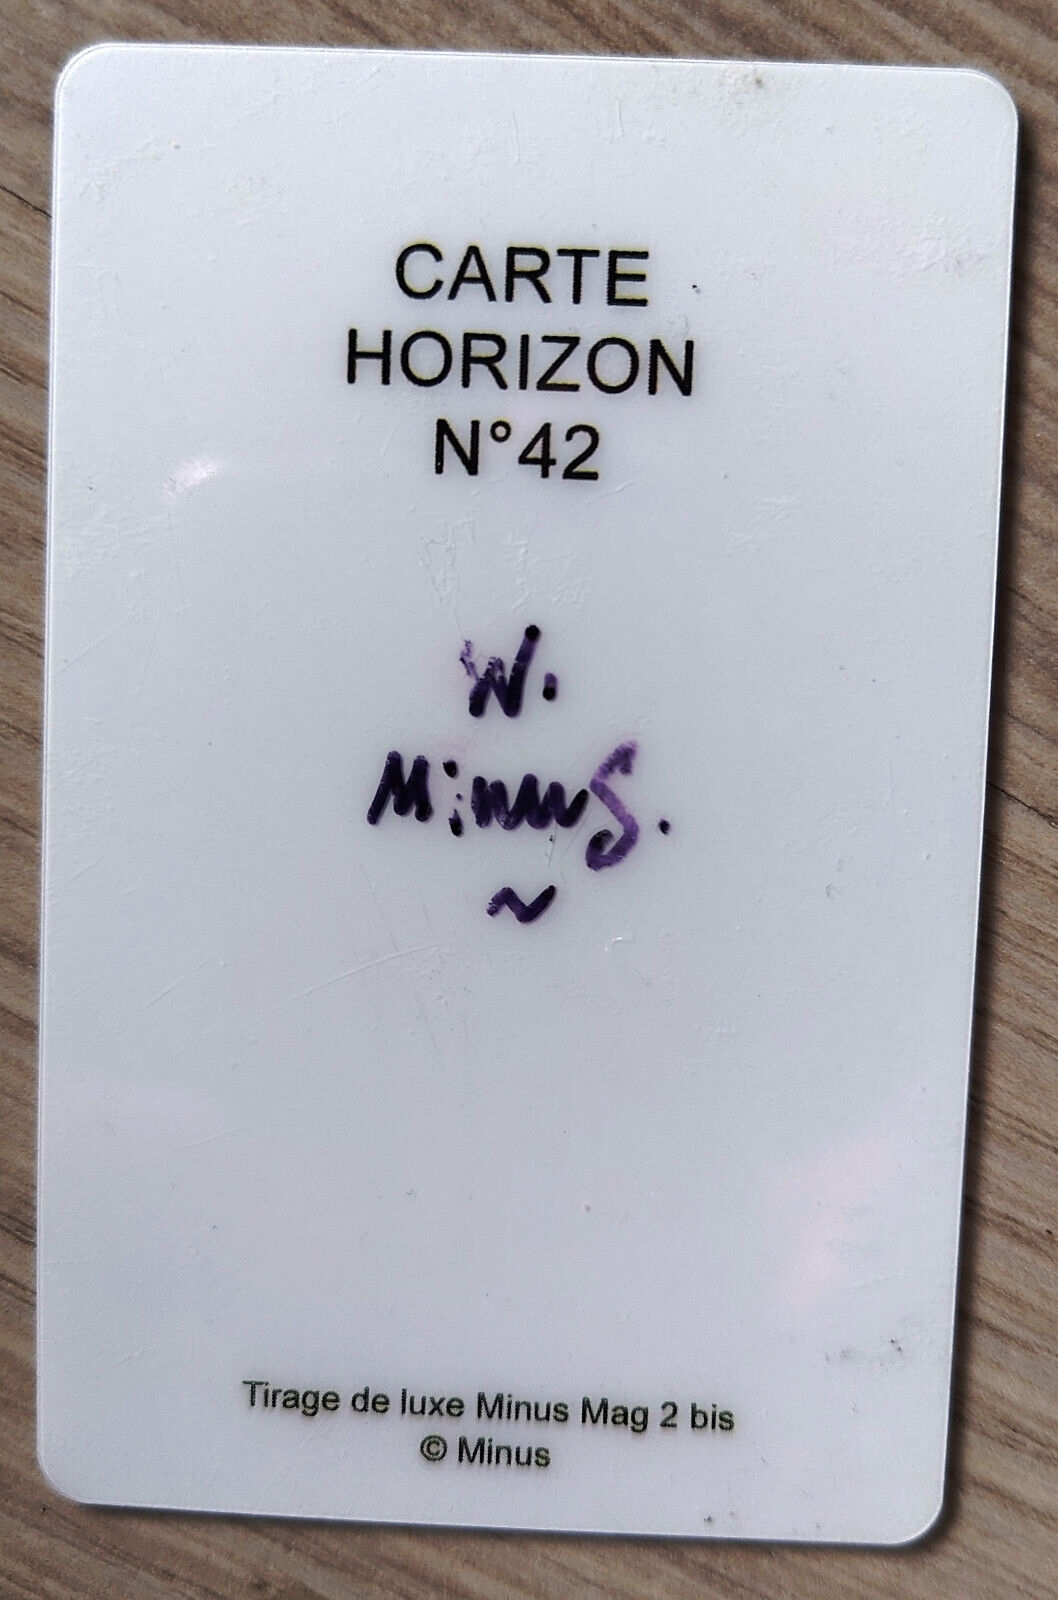 CARTE
HORIZON
N°42
W.
Minus.
~
Tirage de luxe Minus Mag 2 bis
© Minus